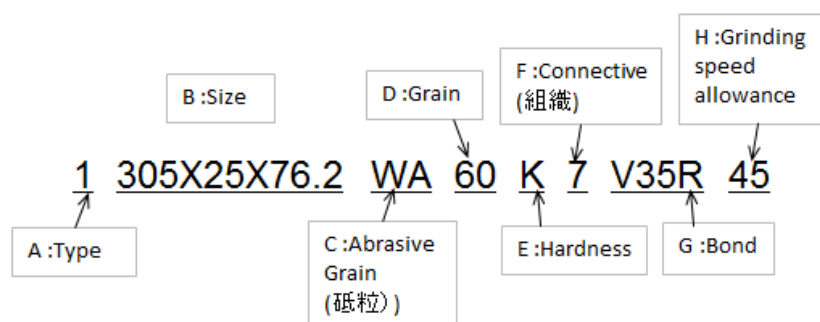 H :Grinding
speed
allowance
F :Connective
(組織)
B :Size
D :Grain
1 305X25X76.2 WA 60 K 7 V35R 45
A :Type
C :Abrasive
Grain
(砥粒))
E :Hardness
G :Bond